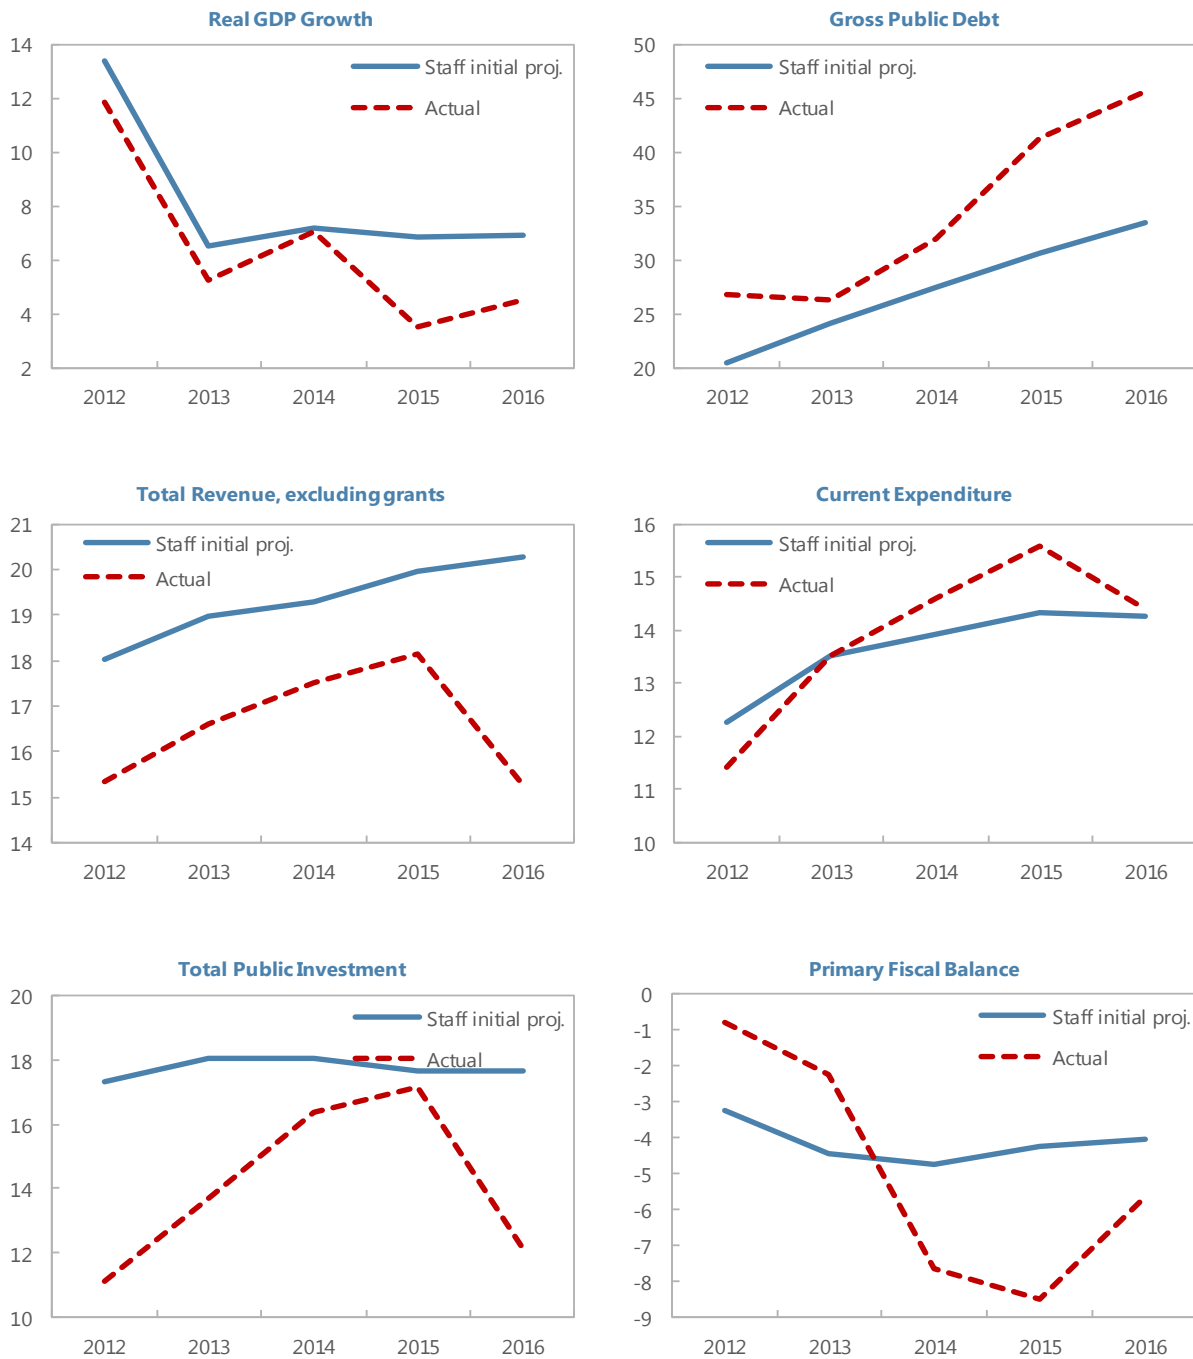 Real GDP Growth
14
12
10
8
6
4
2
Staff initial proj.
Actual
2012 2013 2014 2015 2016
Gross Public Debt
50
45
40
35
30
25
20
Staff initial proj.
Actual
2012 2013 2014 2015 2016
Total Revenue, excluding grants
21
20
19
18
17
16
15
14
Staff initial proj.
Actual
2012 2013 2014 2015 2016
Current Expenditure
16
15
14
13
12
11
10
Staff initial proj.
Actual
2012 2013 2014 2015 2016
Total Public Investment
20
18
16
14
12
10
Staff initial proj.
Actual
2012 2013 2014 2015 2016
Primary Fiscal Balance
0
-1
-2
-3
-4
-5
-6
-7
-8
-9
Staff initial proj.
Actual
2012 2013 2014 2015 2016